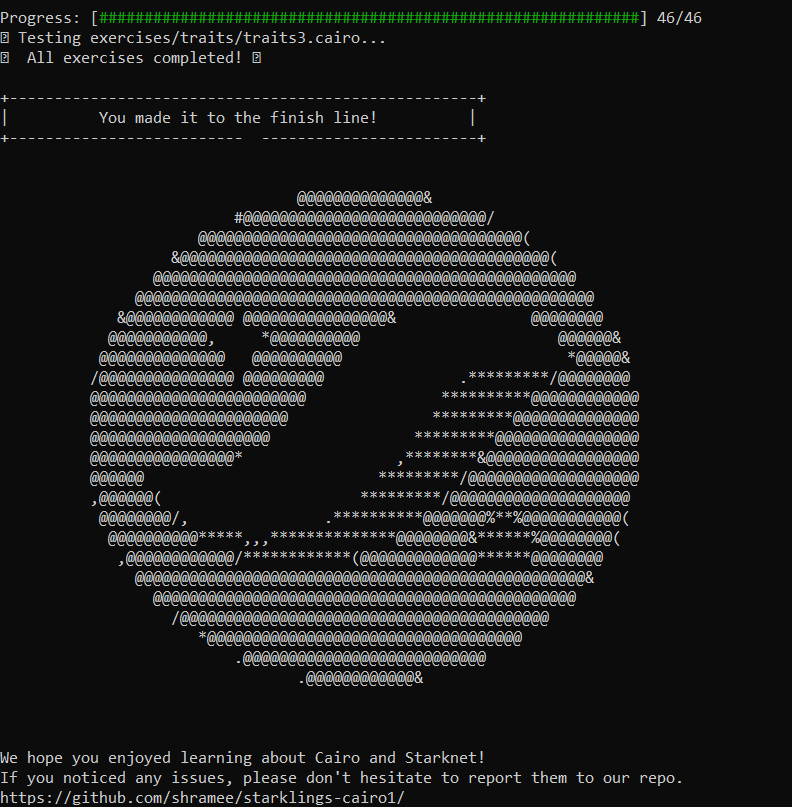 Progress: [############################################################] 46/46
Testing exercises/traits/traits3.cairo...
All exercises completed!
You made it to the finish line!
We hope you enjoyed learning about Cairo and Starknet!
If you noticed any issues, please don't hesitate to report them to our repo.
https://github.com/shramee/starklings-cairo1/